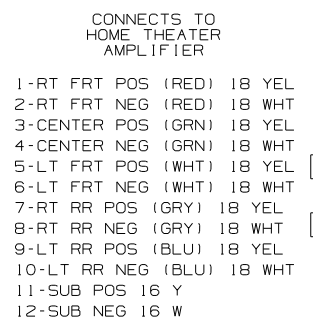 CONNECTS TO
HOME THEATER
AMPLIFIER
1-RT FRT POS (RED) 18 YEL
2-RT FRT NEG (RED) 18 WHT
3-CENTER POS (GRN) 18 YEL
4-CENTER NEG (GRN) 18 WHT
5-LT FRT POS (WHT) 18 YEL
6-LT FRT NEG (WHT) 18 WHT
7-RT RR POS (GRY) 18 YEL
8-RT RR NEG (GRY) 18 WHT
9-LT RR POS (BLU) 18 YEL
10-LT RR NEG (BLU) 18 WHT
11-SUB POS 16 Y
12-SUB NEG 16 W